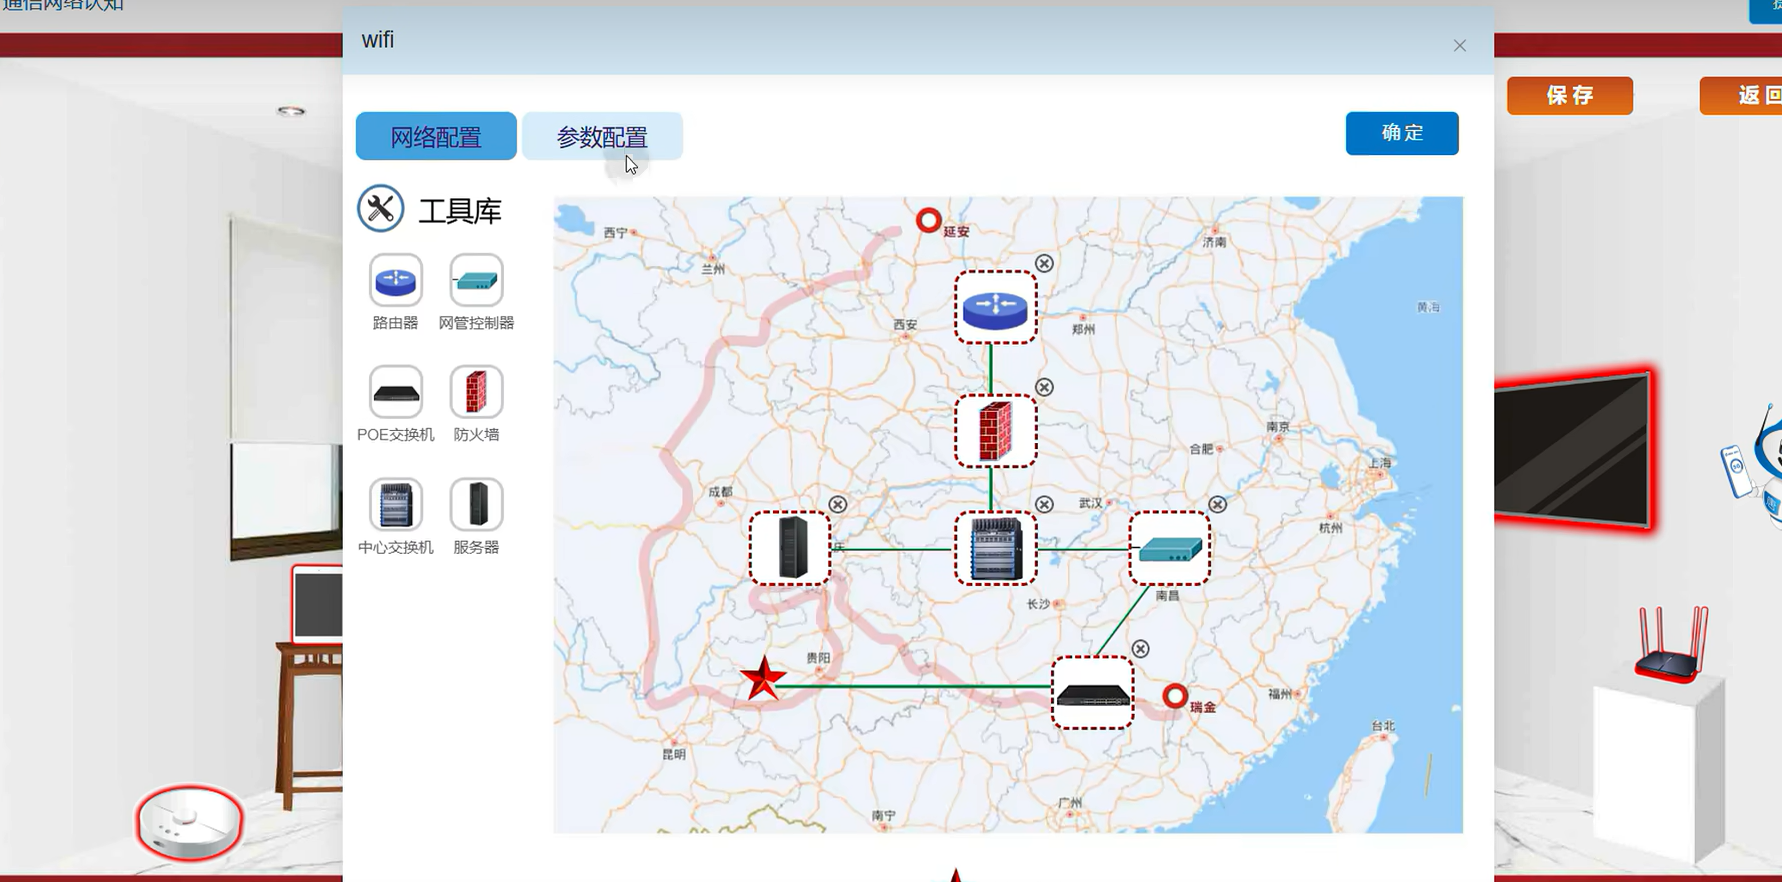 通信网络认知
wifi
保存
返回
网络配置
参数配置
确定
工具库
路由器
网管控制器
POE交换机
防火墙
中心交换机
服务器
延安
西宁
兰州
济南
黄海
西安
郑州
南京
合肥
上海
成都
武汉
杭州
庆
长沙
南昌
贵阳
瑞金
福州
台北
昆明
广州
南宁